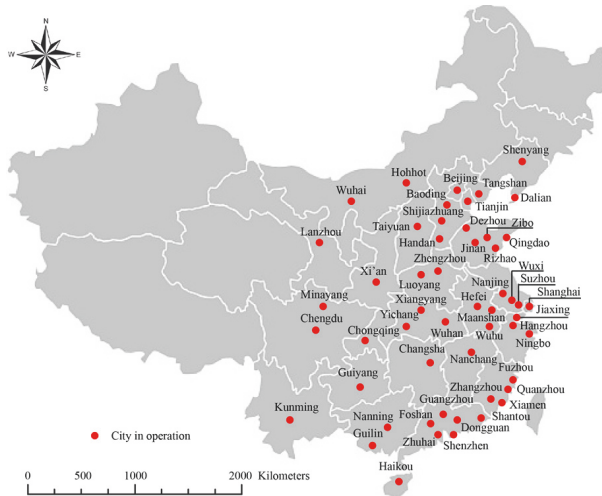 N
W
E
S
Shenyang
Hohhot
Beijing
Tangshan
Wuhai
Baoding
Dalian
Tianjin
Shijiazhuang
Dezhou
Zibo
Taiyuan
Lanzhou
Handan
Jinan
Qingdao
Rizhao
Zhengzhou
Xi'an
Luoyang
Wuxi
Suzhou
Nanjing
Shanghai
Minayang
Xiangyang
Hefei
Jiaxing
Chengdu
Yichang
Maanshan
Hangzhou
Chongqing
Wuhan
Wuhu
Ningbo
Changsha
Nanchang
Fuzhou
Guiyang
Zhangzhou
Quanzhou
Guangzhou
Xiamen
Kunming
Nanning
Foshan
Shantou
Dongguan
City in operation
Guilin
Zhuhai
Shenzhen
Haikou
0 500 1000 2000 Kilometers